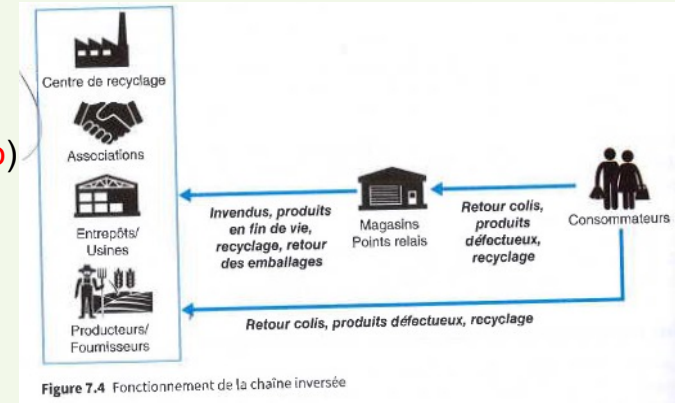 Centre de recyclage
Associations
Entrepôts/
Usines
Producteurs/
Fournisseurs
Invendus, produits
en fin de vie,
recyclage, retour
des emballages
Magasins
Points relais
Retour colis,
produits
défectueux,
recyclage
Consommateurs
Retour colis, produits défectueux, recyclage
Figure 7.4 Fonctionnement de la chaîne inversée